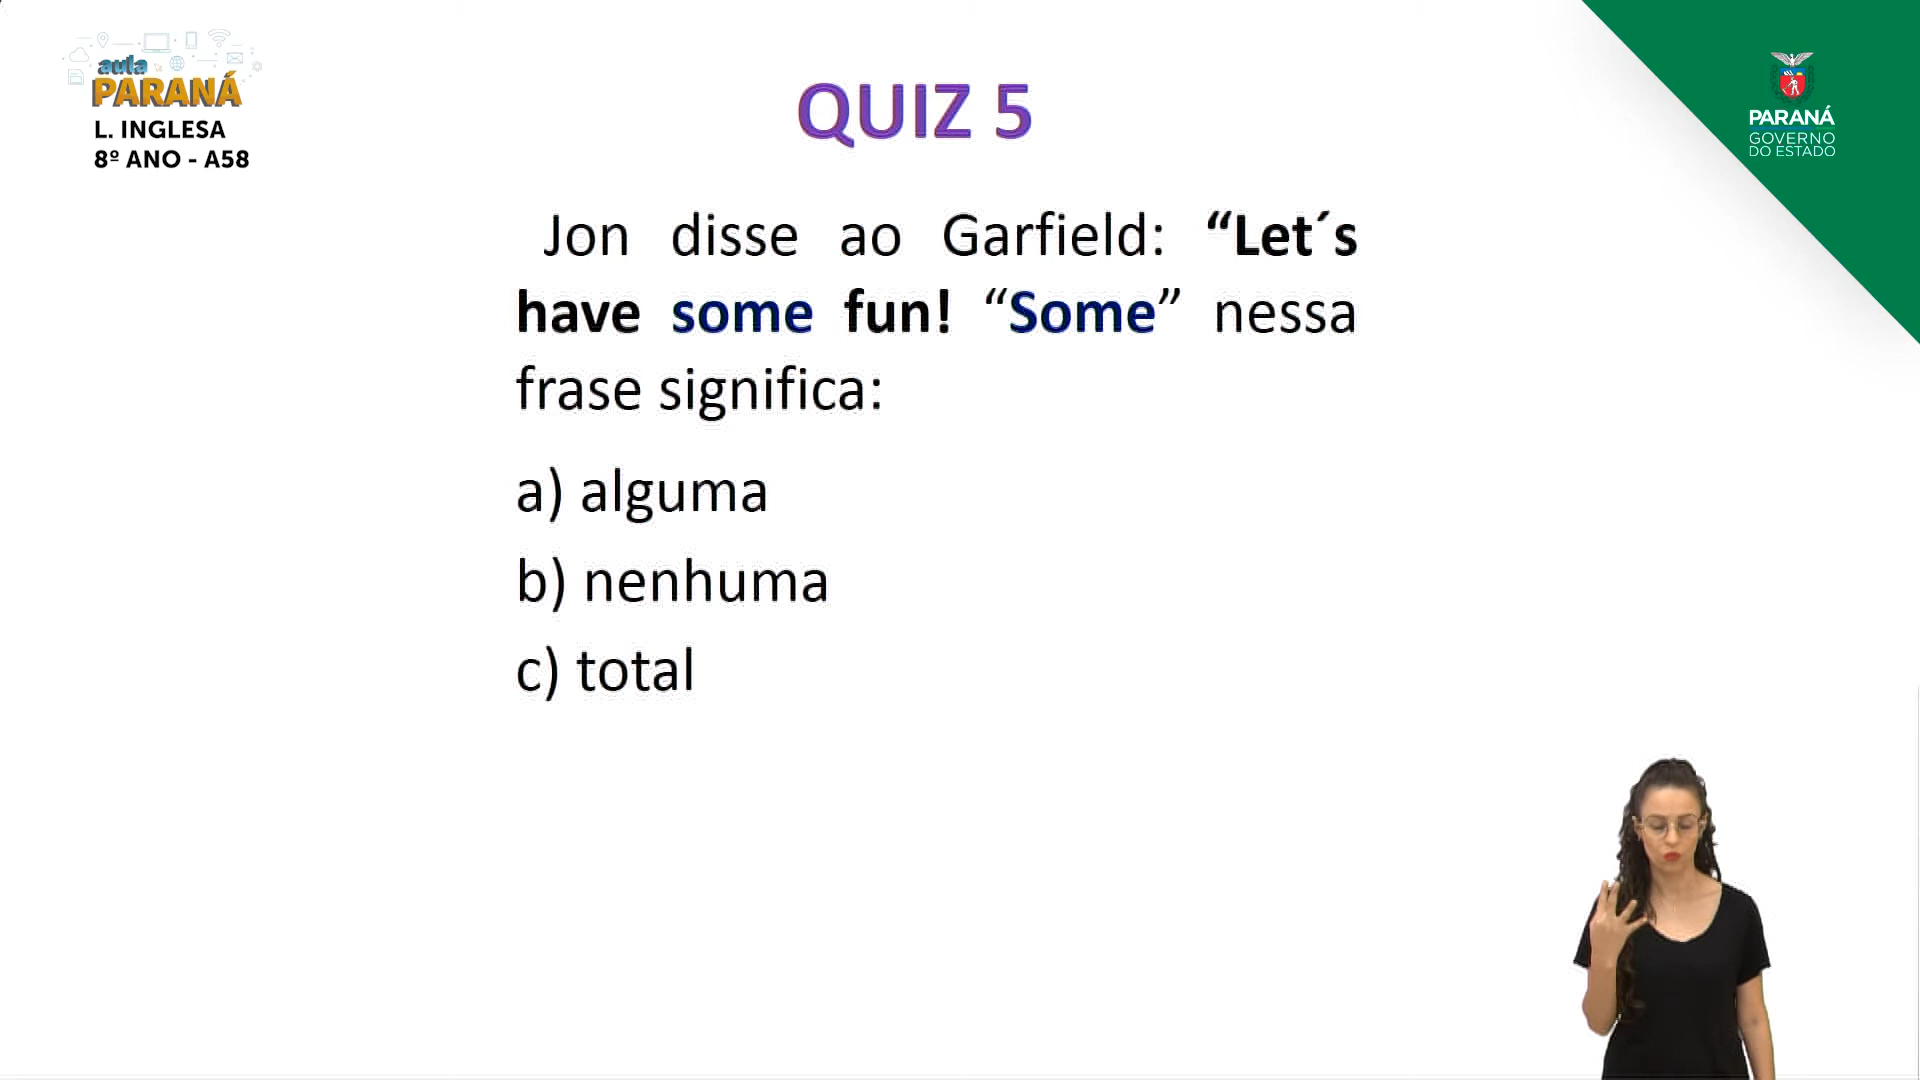 aula
PARANÁ
L. INGLESA
8º ANO - A58
QUIZ 5
PARANÁ
GOVERNO
DO ESTADO
Jon disse ao Garfield: “Let´s
have some fun! “Some” nessa
frase significa:
a) alguma
b) nenhuma
c) total